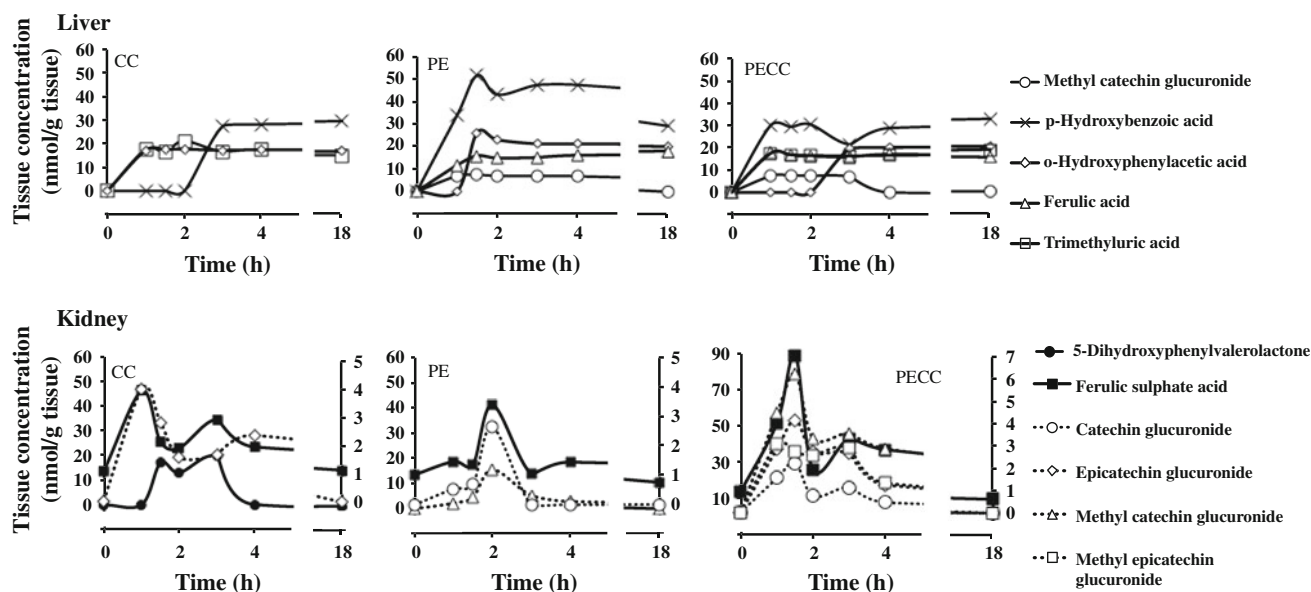 Liver
Tissue concentration
(nmol/g tissue)
CC
60
50
40
30
20
10
0
0 2 4 18
Time (h)
PE
60
50
40
30
20
10
0
0 2 4 18
Time (h)
PECC
60
50
40
30
20
10
0
0 2 4 18
Time (h)
Methyl catechin glucuronide
p-Hydroxybenzoic acid
o-Hydroxyphenylacetic acid
Ferulic acid
Trimethyluric acid
Kidney
Tissue concentration
(nmol/g tissue)
CC
60
50
40
30
20
10
0
5
4
3
2
1
0
0 2 4 18
Time (h)
PE
60
50
40
30
20
10
0
5
4
3
2
1
0
0 2 4 18
Time (h)
PECC
90
70
50
30
10
7
6
5
4
3
2
1
0
0 2 4 18
Time (h)
5-Dihydroxyphenylvalerolactone
Ferulic sulphate acid
Catechin glucuronide
Epicatechin glucuronide
Methyl catechin glucuronide
Methyl epicatechin
glucuronide